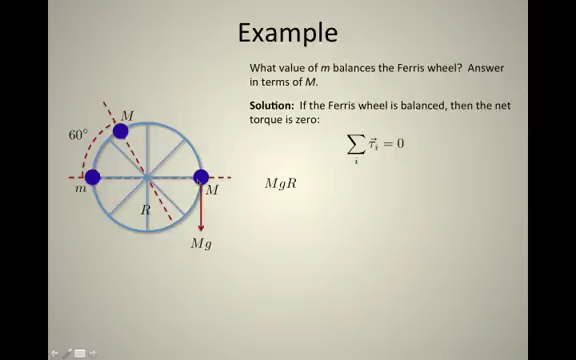 Example
What value of m balances the Ferris wheel? Answer
in terms of M.
Solution: If the Ferris wheel is balanced, then the net
torque is zero:
∑ᵢ τ⃗ᵢ = 0
MgR
M
60°
m
M
R
Mg